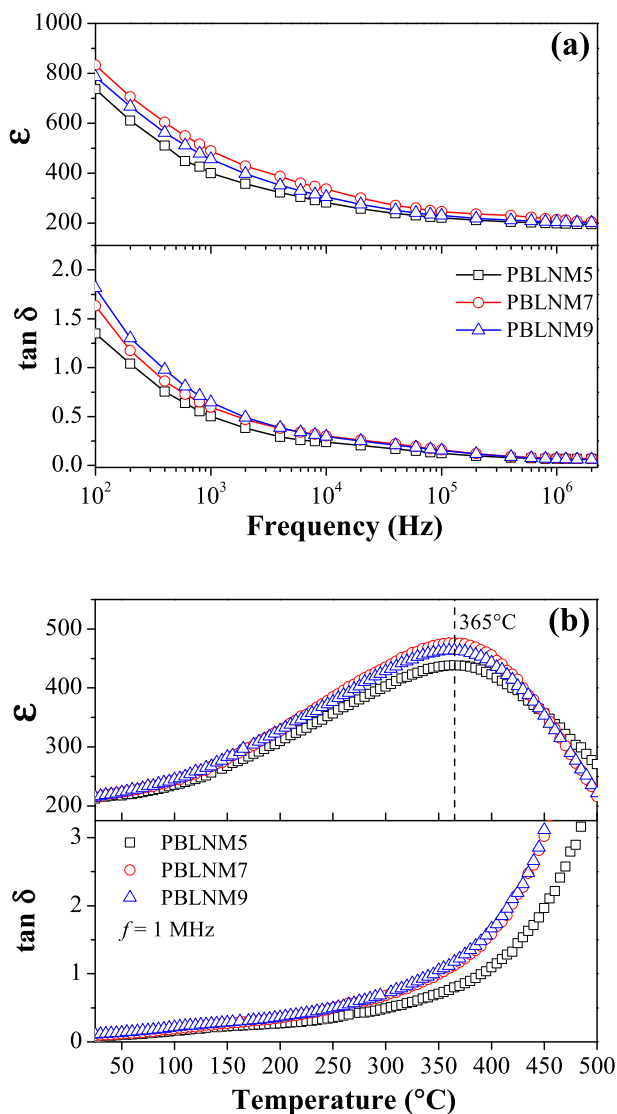 (a)
1000
800
600
400
200
ε
2.0
1.5
1.0
0.5
0.0
tan δ
PBLNM5
PBLNM7
PBLNM9
10² 10³ 10⁴ 10⁵ 10⁶
Frequency (Hz)
(b)
365°C
500
400
300
200
ε
3
2
1
0
tan δ
PBLNM5
PBLNM7
PBLNM9
f = 1 MHz
50 100 150 200 250 300 350 400 450 500
Temperature (°C)